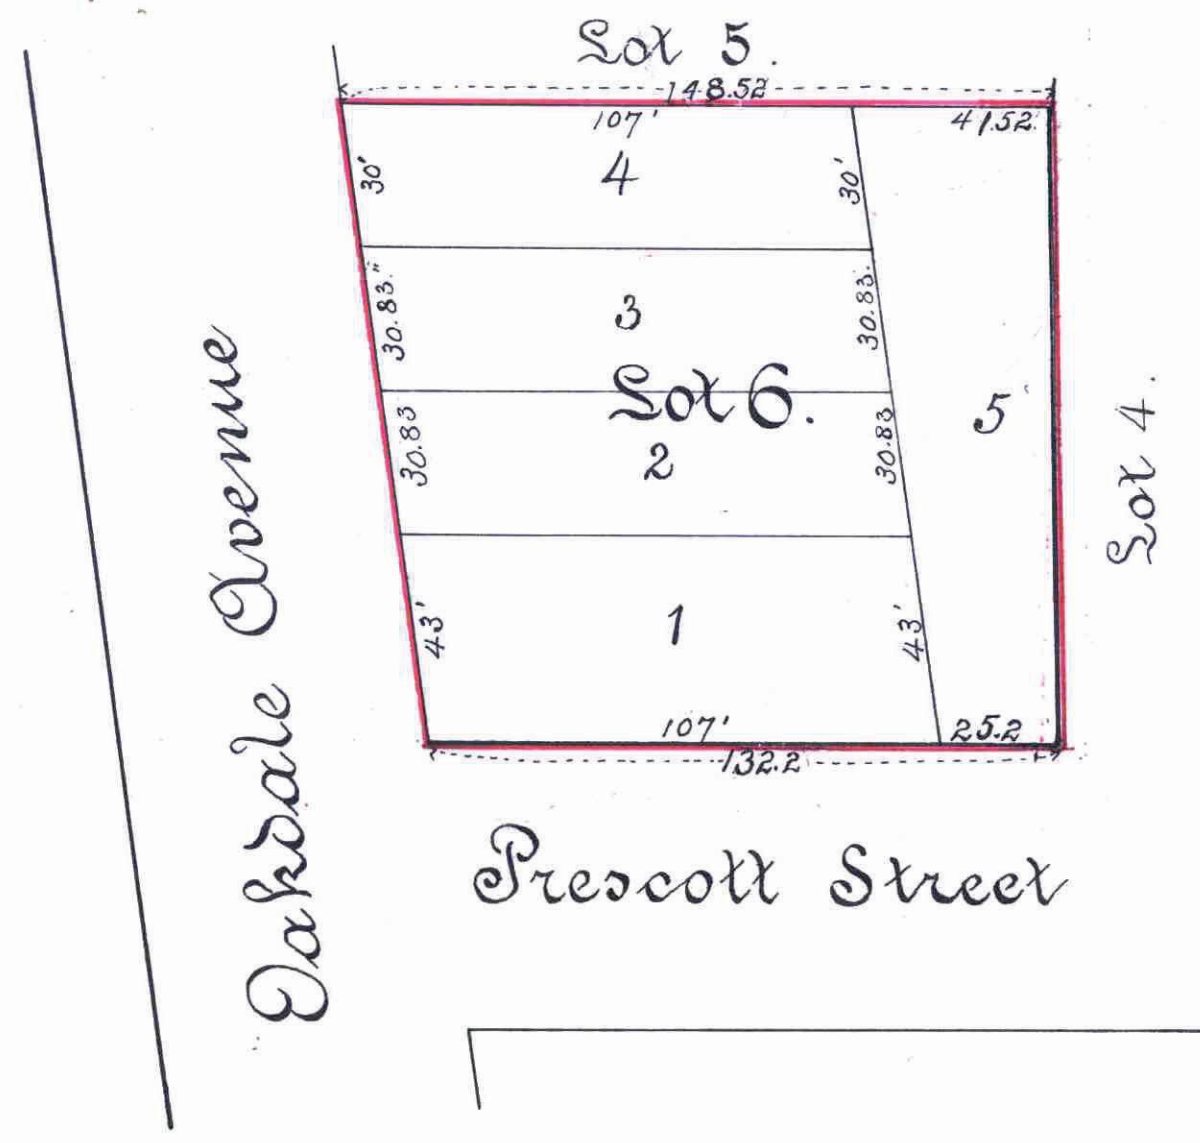 Lot 5.
148.52
107' 41.52
4
30' 30'
3
30.83." 30.83.
Lot 6.
5
2
30.83 30.83
1
43' 43'
107' 25.2
132.2
Lot 4.
Oakdale Avenue
Prescott Street